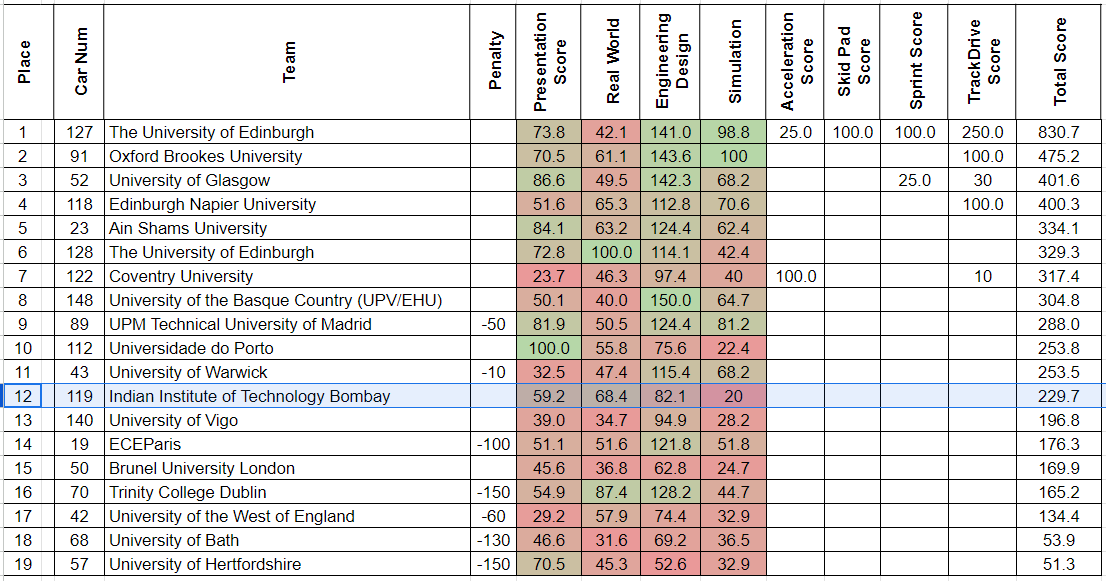 Place Car Num Team Penalty Presentation Score Real World Engineering Design Simulation Acceleration Score Skid Pad Score Sprint Score TrackDrive Score Total Score
1 127 The University of Edinburgh 73.8 42.1 141.0 98.8 25.0 100.0 100.0 250.0 830.7
2 91 Oxford Brookes University 70.5 61.1 143.6 100 100.0 475.2
3 52 University of Glasgow 86.6 49.5 142.3 68.2 25.0 30 401.6
4 118 Edinburgh Napier University 51.6 65.3 112.8 70.6 100.0 400.3
5 23 Ain Shams University 84.1 63.2 124.4 62.4 334.1
6 128 The University of Edinburgh 72.8 100.0 114.1 42.4 329.3
7 122 Coventry University 23.7 46.3 97.4 40 100.0 10 317.4
8 148 University of the Basque Country (UPV/EHU) 50.1 40.0 150.0 64.7 304.8
9 89 UPM Technical University of Madrid -50 81.9 50.5 124.4 81.2 288.0
10 112 Universidade do Porto 100.0 55.8 75.6 22.4 253.8
11 43 University of Warwick -10 32.5 47.4 115.4 68.2 253.5
12 119 Indian Institute of Technology Bombay 59.2 68.4 82.1 20 229.7
13 140 University of Vigo 39.0 34.7 94.9 28.2 196.8
14 19 ECEParis -100 51.1 51.6 121.8 51.8 176.3
15 50 Brunel University London 45.6 36.8 62.8 24.7 169.9
16 70 Trinity College Dublin -150 54.9 87.4 128.2 44.7 165.2
17 42 University of the West of England -60 29.2 57.9 74.4 32.9 134.4
18 68 University of Bath -130 46.6 31.6 69.2 36.5 53.9
19 57 University of Hertfordshire -150 70.5 45.3 52.6 32.9 51.3